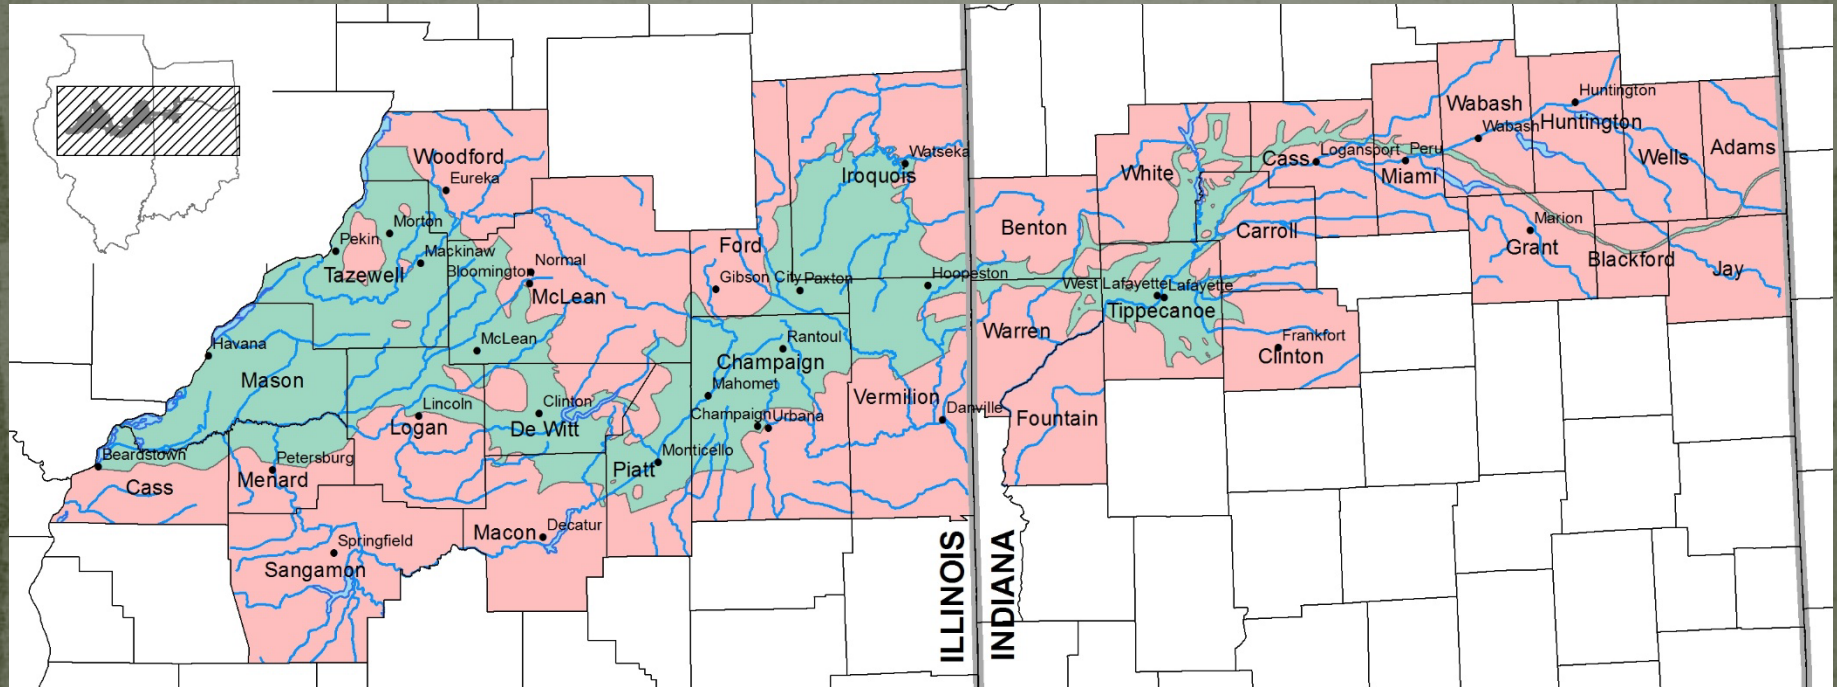 Woodford
Eureka
Morton
Pekin
Mackinaw
Tazewell
Bloomington
Normal
McLean
McLean
Havana
Mason
Lincoln
Logan
Clinton
De Witt
Beardstown
Petersburg
Cass
Menard
Springfield
Sangamon
Macon
Decatur
Piatt
Monticello
Ford
Gibson City
Paxton
Watseka
Iroquois
Hoopeston
Rantoul
Champaign
Mahomet
Champaign
Urbana
Vermilion
Danville
ILLINOIS
INDIANA
Benton
White
Cass
Logansport
Peru
Miami
Wabash
Wabash
Huntington
Huntington
Wells
Adams
Carroll
Marion
Grant
Blackford
Jay
West Lafayette
Lafayette
Tippecanoe
Warren
Frankfort
Clinton
Fountain